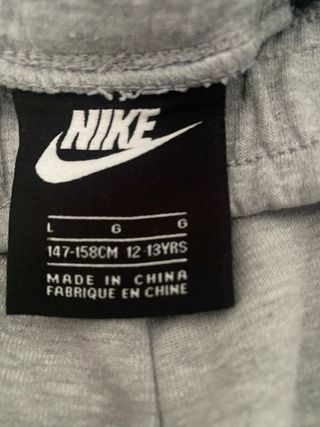 NIKE
L G G
147-158CM 12-13YRS
MADE IN CHINA
FABRIQUE EN CHINE